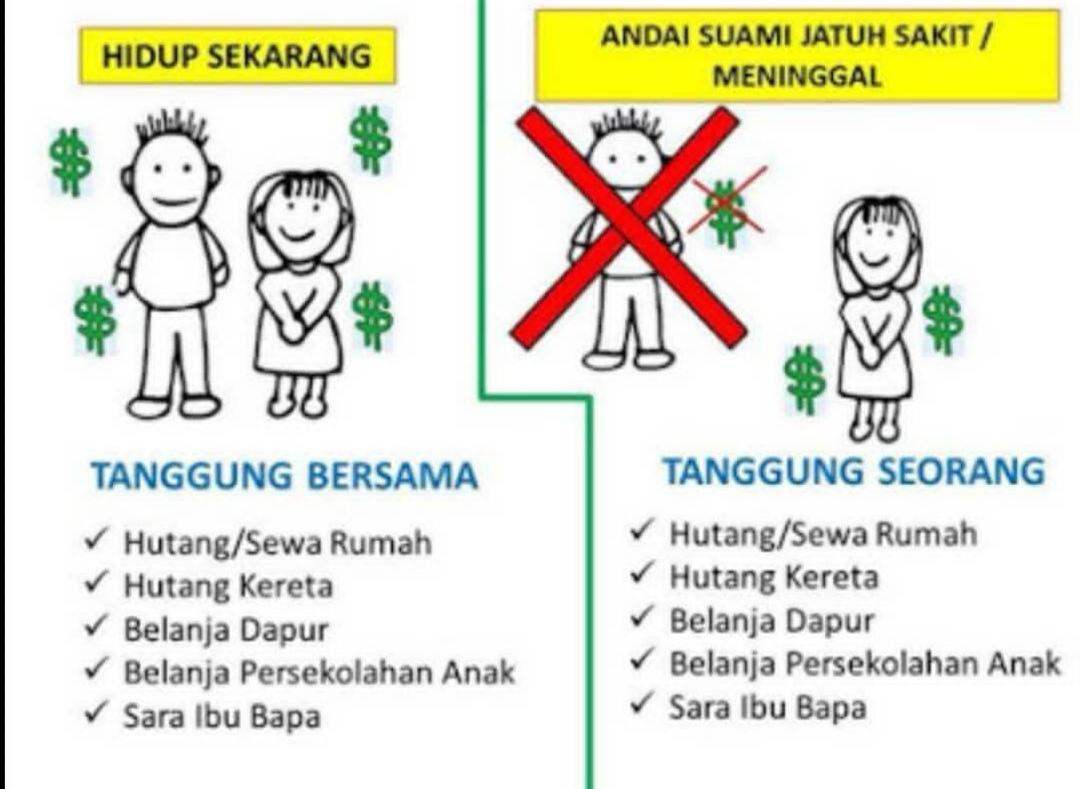 HIDUP SEKARANG
TANGGUNG BERSAMA
✓ Hutang/Sewa Rumah
✓ Hutang Kereta
✓ Belanja Dapur
✓ Belanja Persekolahan Anak
✓ Sara Ibu Bapa
ANDAI SUAMI JATUH SAKIT /
MENINGGAL
TANGGUNG SEORANG
✓ Hutang/Sewa Rumah
✓ Hutang Kereta
✓ Belanja Dapur
✓ Belanja Persekolahan Anak
✓ Sara Ibu Bapa